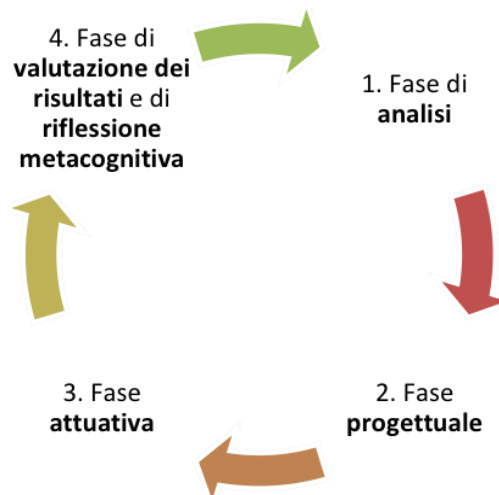 4. Fase di
valutazione dei
risultati e di
riflessione
metacognitiva
1. Fase di
analisi
3. Fase
attuativa
2. Fase
progettuale